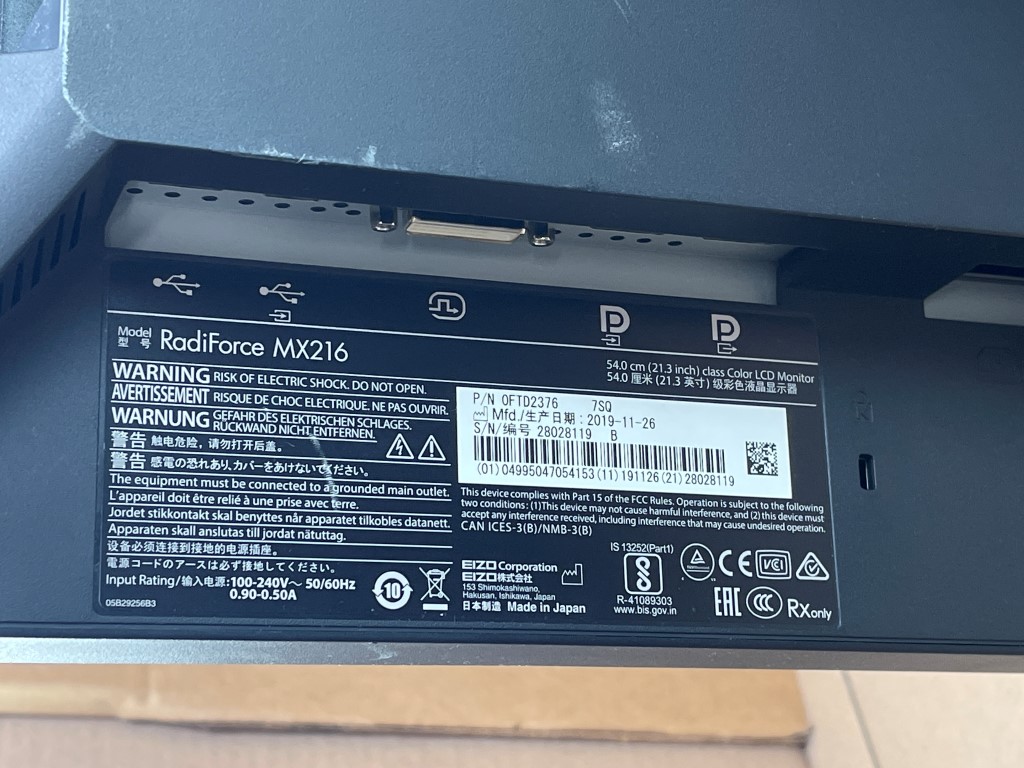 Model
型 号
RadiForce MX216
54.0 cm (21.3 inch) class Color LCD Monitor
54.0 厘米 (21.3 英寸) 级彩色液晶显示器
WARNING RISK OF ELECTRIC SHOCK. DO NOT OPEN.
AVERTISSEMENT RISQUE DE CHOC ELECTRIQUE. NE PAS OUVRIR.
WARNUNG GEFAHR DES ELEKTRISCHEN SCHLAGES.
RÜCKWAND NICHT ENTFERNEN.
警告 触电危险，请勿打开后盖。
警告 感電の恐れあり、カバーをあけないでください。
The equipment must be connected to a grounded main outlet.
L'appareil doit être relié à une prise avec terre.
Jordet stikkontakt skal benyttes når apparatet tilkobles datanett.
Apparaten skall anslutas till jordat nätuttag.
设备必须连接到接地的电源插座。
電源コードのアースは必ず接地してください。
Input Rating/输入电源:100-240V～ 50/60Hz
0.90-0.50A
05B29256B3
10
P/N 0FTD2376 7SQ
Mfd./生产日期: 2019-11-26
S/N/编号 28028119 B
(01)04995047054153(11)191126(21)28028119
This device complies with Part 15 of the FCC Rules. Operation is subject to the following
two conditions: (1)This device may not cause harmful interference, and (2) this device must
accept any interference received, including interference that may cause undesired operation.
CAN ICES-3(B)/NMB-3(B)
EIZO Corporation
EIZO株式会社
153 Shimokashiwano,
Hakusan, Ishikawa, Japan
日本制造 Made in Japan
IS 13252(Part1)
R-41089303
www.bis.gov.in
CE
VCI
EAC
CCC
Rx only